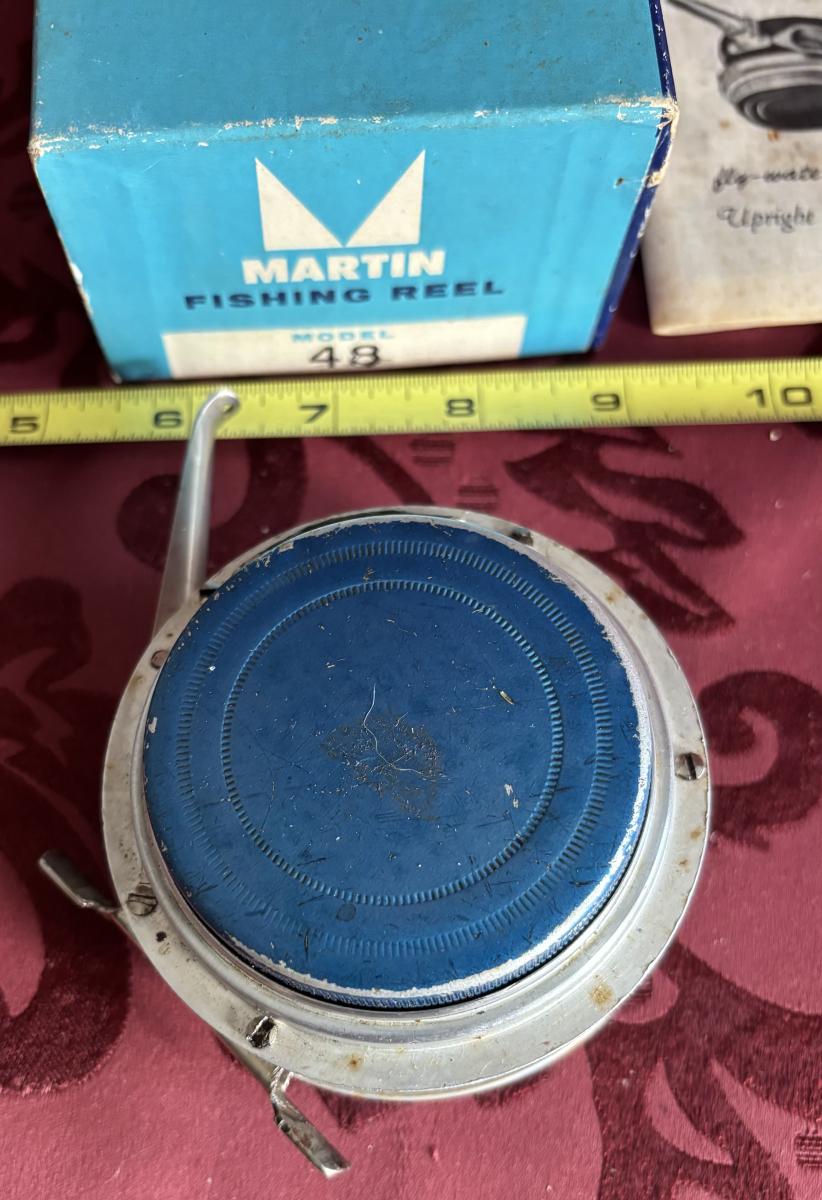 MARTIN
FISHING REEL
MODEL
48
fly-wate
Upright
5 6 7 8 9 10